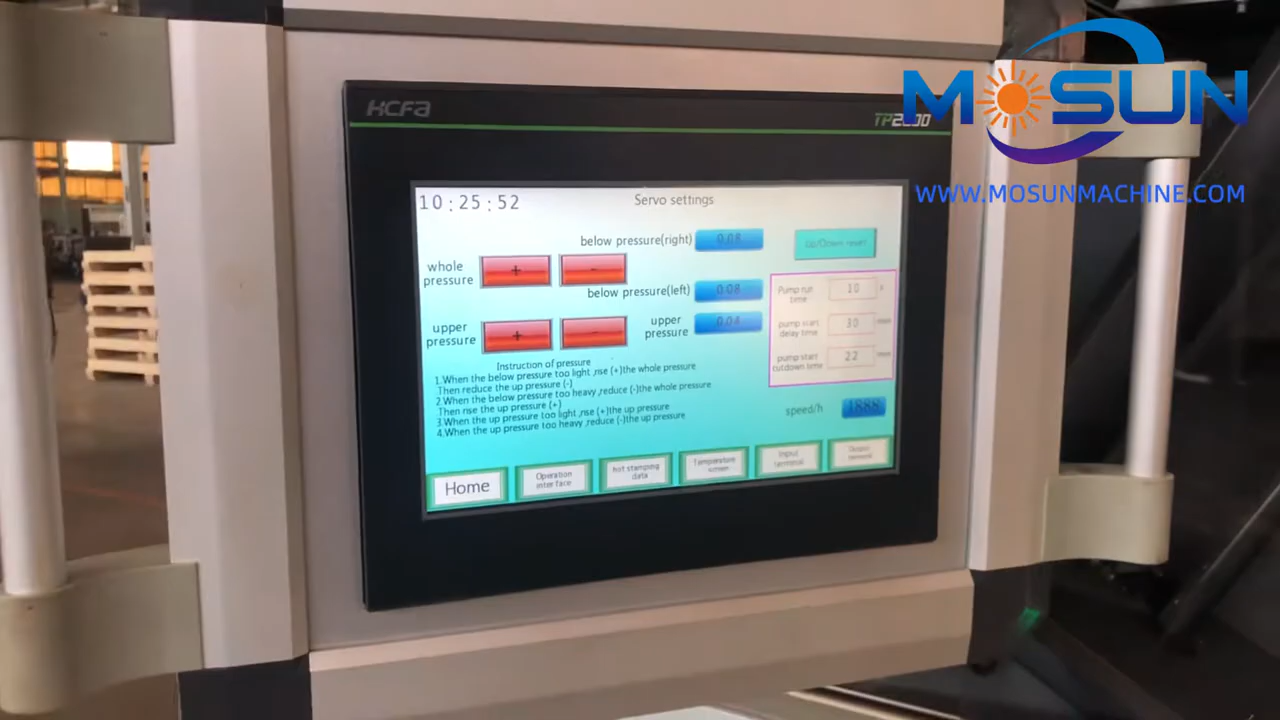 HCFA
TP2000
MOSUN
WWW.MOSUNMACHINE.COM
10:25:52
Servo settings
below pressure(right)
0.08
Up/Down reset
whole
pressure
+
-
below pressure(left)
0.08
Pump run
time
10
s
upper
pressure
+
-
upper
pressure
0.04
pump start
delay time
30
pump start
cutdown time
22
Instruction of pressure
1.When the below pressure too light ,rise (+)the whole pressure
Then reduce the up pressure (-)
2.When the below pressure too heavy ,reduce (-)the whole pressure
Then rise the up pressure (+)
3.When the up pressure too light ,rise (+)the up pressure
4.When the up pressure too heavy, reduce (-)the up pressure
speed/h
1888
Home
Operation
interface
hot stamping
data
Temperature
screen
Input
terminal
Output
terminal